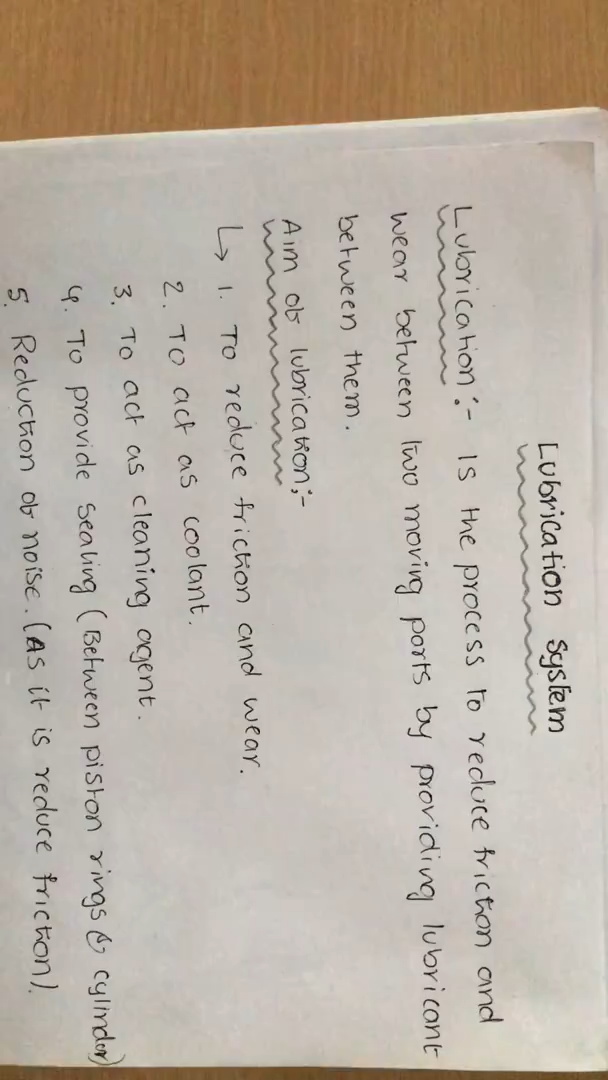 Lubrication System
Lubrication :- Is the process to reduce friction and
wear between two moving ports by providing lubricant
between them.
Aim of lubrication :-
↳ 1. To reduce friction and wear.
2. To act as coolant.
3. To act as cleaning agent.
4. To provide sealing (Between piston rings & cylinder)
5. Reduction of noise. (As it is reduce friction).